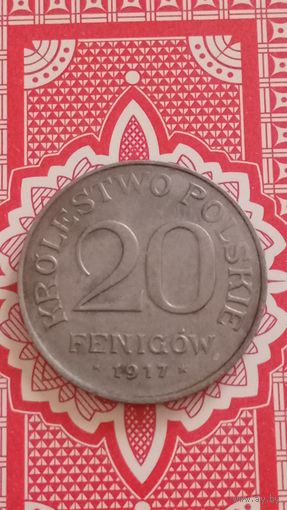 KRÓLESTWO POLSKIE
20
FENIGÓW
* 1917 *